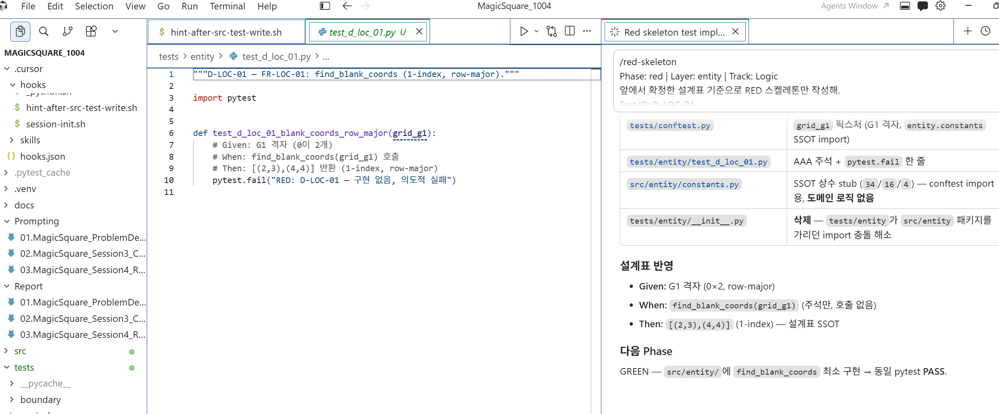 File Edit Selection View Go Run Terminal Help
MagicSquare_1004
Agents Window
MAGICSQUARE_1004
.cursor
hooks
_python.sh
$ hint-after-src-test-write.sh
$ session-init.sh
skills
{} hooks.json
.pytest_cache
.venv
docs
Prompting
01.MagicSquare_ProblemDe...
02.MagicSquare_Session3_C...
03.MagicSquare_Session4_R...
Report
01.MagicSquare_ProblemDe...
02.MagicSquare_Session3_C...
03.MagicSquare_Session4_R...
src
tests
__pycache__
boundary
$ hint-after-src-test-write.sh
test_d_loc_01.py U
tests > entity > test_d_loc_01.py > ...
1 """D-LOC-01 — FR-LOC-01: find_blank_coords (1-index, row-major)."""
2
3 import pytest
4
5
6 def test_d_loc_01_blank_coords_row_major(grid_g1):
7 # Given: G1 격자 (0이 2개)
8 # When: find_blank_coords(grid_g1) 호출
9 # Then: [(2,3),(4,4)] 반환 (1-index, row-major)
10 pytest.fail("RED: D-LOC-01 — 구현 없음, 의도적 실패")
11
Red skeleton test impl...
/red-skeleton
Phase: red | Layer: entity | Track: Logic
앞에서 확정한 설계표 기준으로 RED 스켈레톤만 작성해.
Test ID: D-LOC-01
tests/conftest.py
grid_g1 픽스처 (G1 격자, entity.constants
SSOT import)
tests/entity/test_d_loc_01.py
AAA 주석 + pytest.fail 한 줄
src/entity/constants.py
SSOT 상수 stub (34/16/4) — conftest import
용, 도메인 로직 없음
tests/entity/__init__.py
삭제 — tests/entity가 src/entity 패키지를
가리던 import 충돌 해소
설계표 반영
• Given: G1 격자 (0×2, row-major)
• When: find_blank_coords(grid_g1) (주석만, 호출 없음)
• Then: [(2,3),(4,4)] (1-index) — 설계표 SSOT
다음 Phase
GREEN — src/entity/에 find_blank_coords 최소 구현 → 동일 pytest PASS.